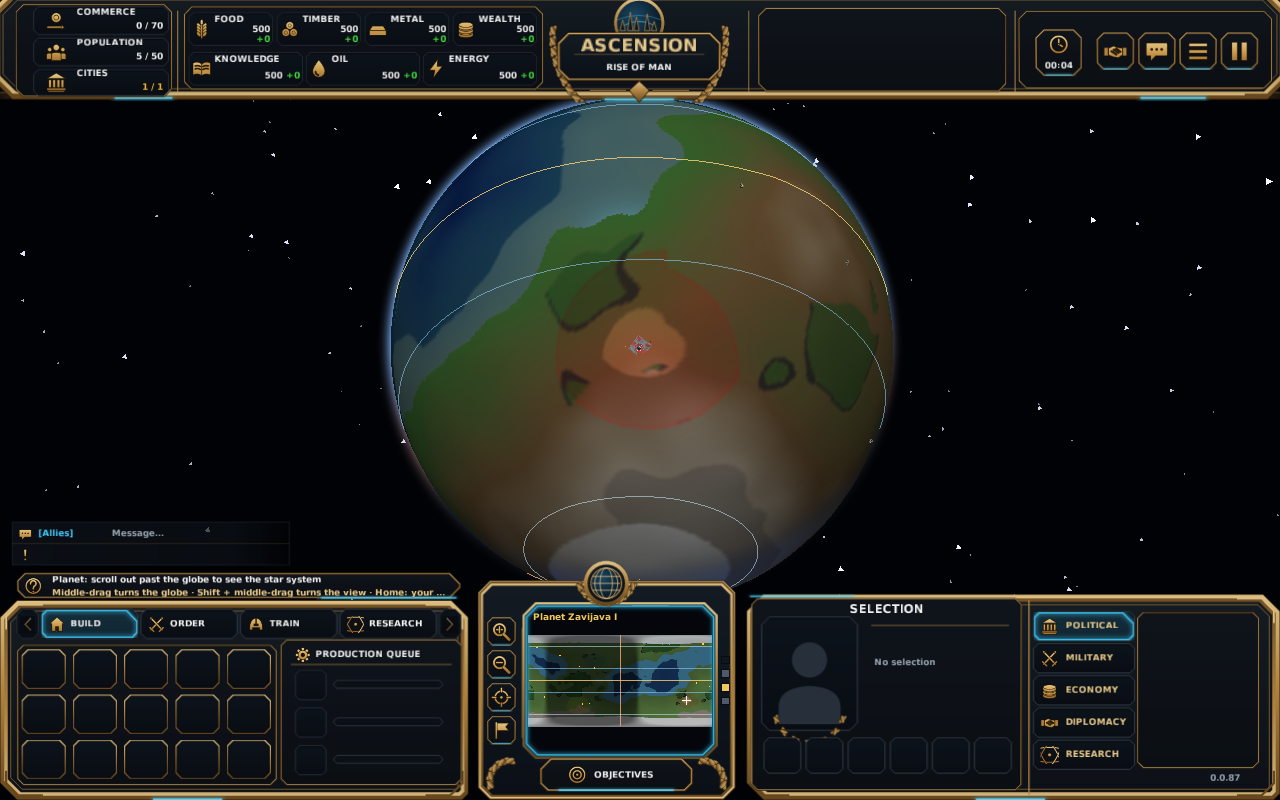 COMMERCE
0 / 70
POPULATION
5 / 50
CITIES
1 / 1
FOOD
500
+0
TIMBER
500
+0
METAL
500
+0
WEALTH
500
+0
KNOWLEDGE
500 +0
OIL
500 +0
ENERGY
500 +0
ASCENSION
RISE OF MAN
00:04
[Allies] Message...
!
Planet: scroll out past the globe to see the star system
Middle-drag turns the globe · Shift + middle-drag turns the view · Home: your ...
BUILD
ORDER
TRAIN
RESEARCH
PRODUCTION QUEUE
Planet Zavijava I
OBJECTIVES
SELECTION
No selection
POLITICAL
MILITARY
ECONOMY
DIPLOMACY
RESEARCH
0.0.87